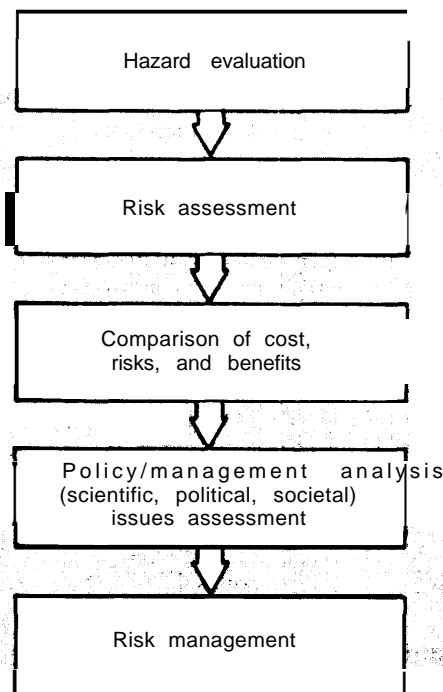 Hazard evaluation
Risk assessment
Comparison of cost,
risks, and benefits
Policy/management analysis
(scientific, political, societal)
issues assessment
Risk management